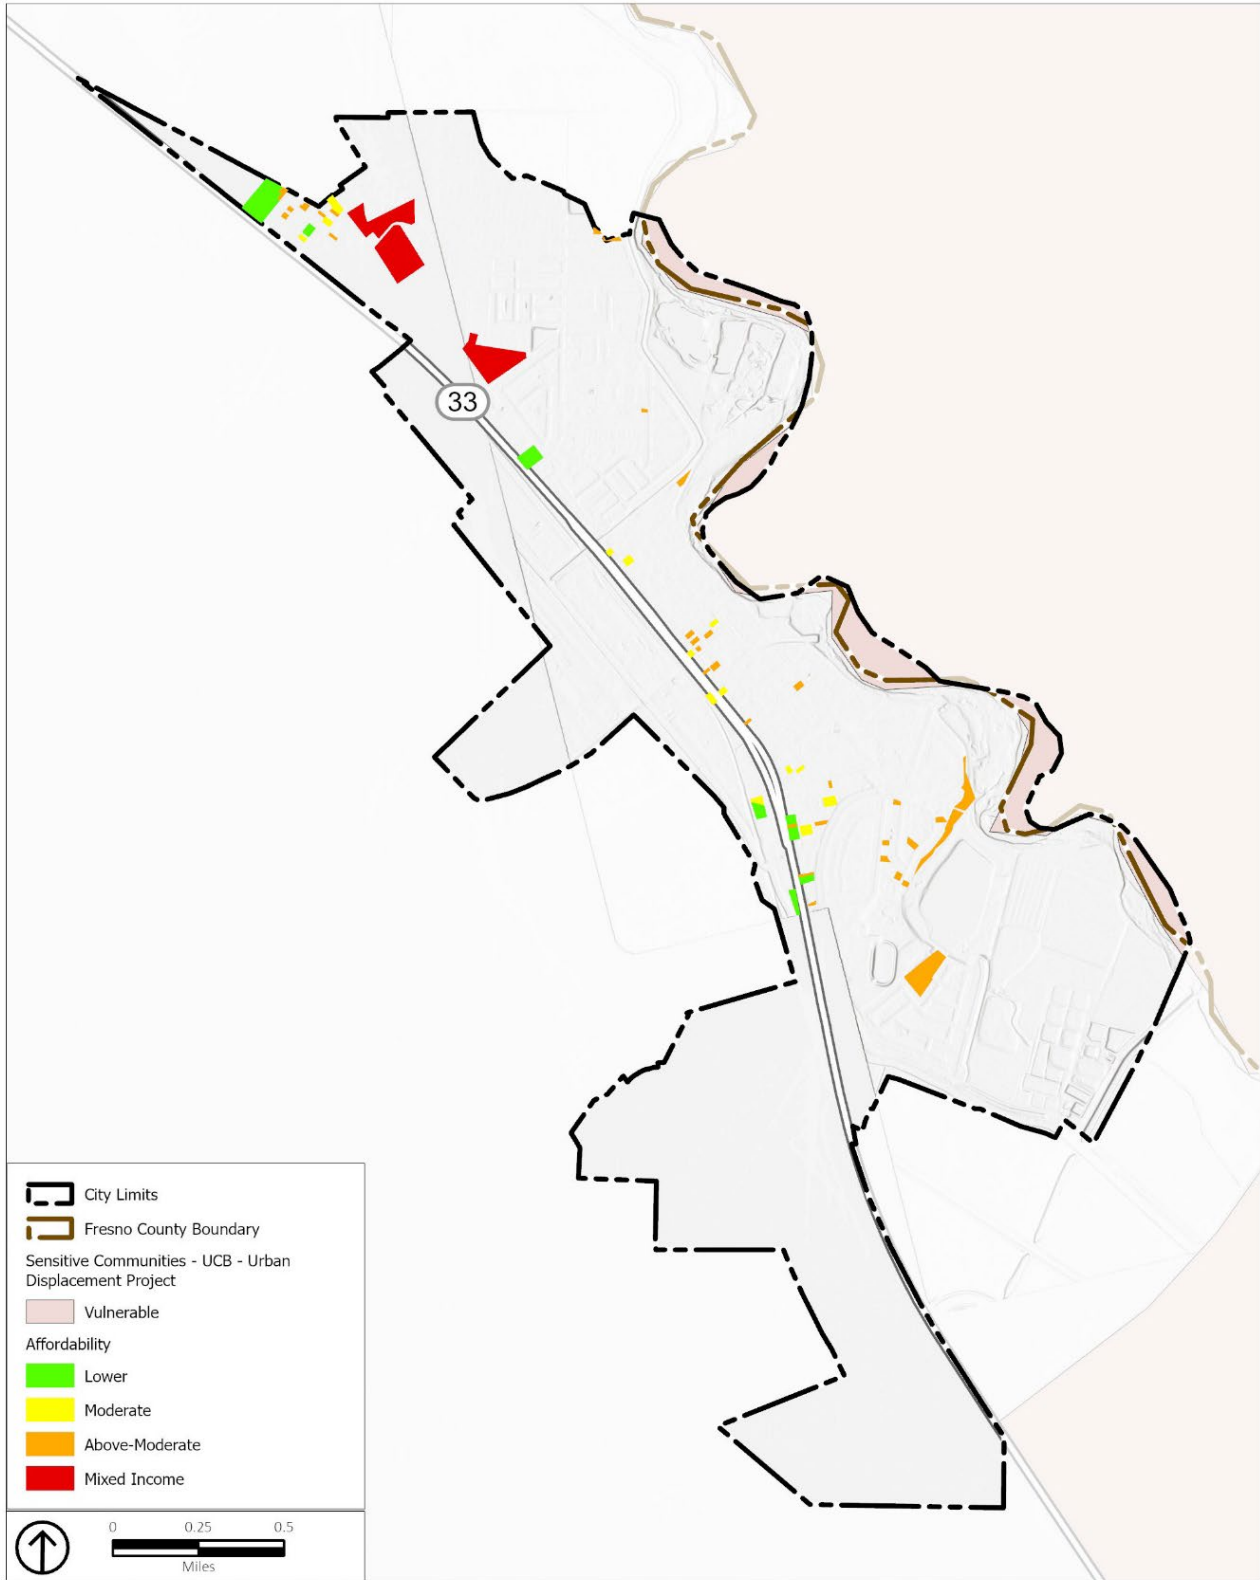 33
City Limits
Fresno County Boundary
Sensitive Communities - UCB - Urban
Displacement Project
Vulnerable
Affordability
Lower
Moderate
Above-Moderate
Mixed Income
0 0.25 0.5
Miles